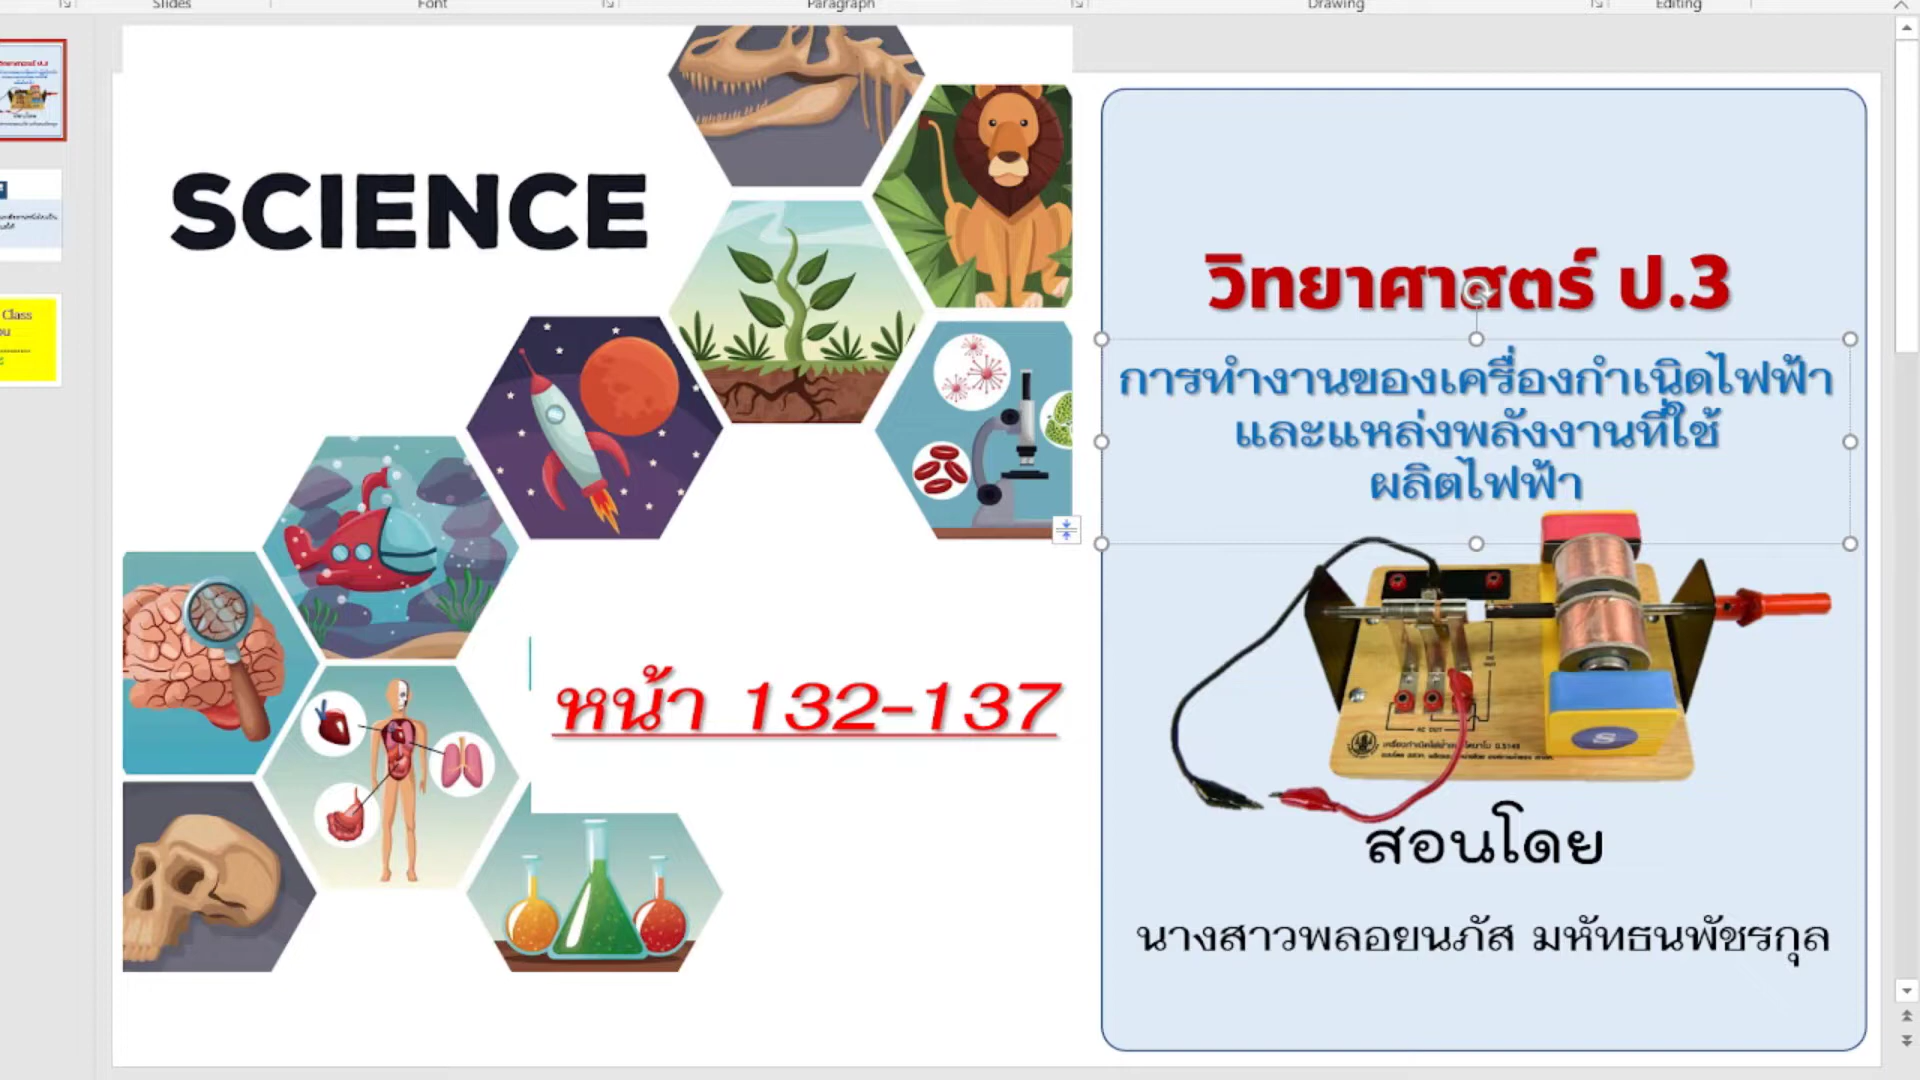 Slides
Font
Paragraph
Drawing
Editing
SCIENCE
วิทยาศาสตร์ ป.3
การทำงานของเครื่องกำเนิดไฟฟ้า
และแหล่งพลังงานที่ใช้
ผลิตไฟฟ้า
หน้า 132-137
AC OUT
S
สอนโดย
นางสาวพลอยนภัส มหัทธนพัชรกุล
Class